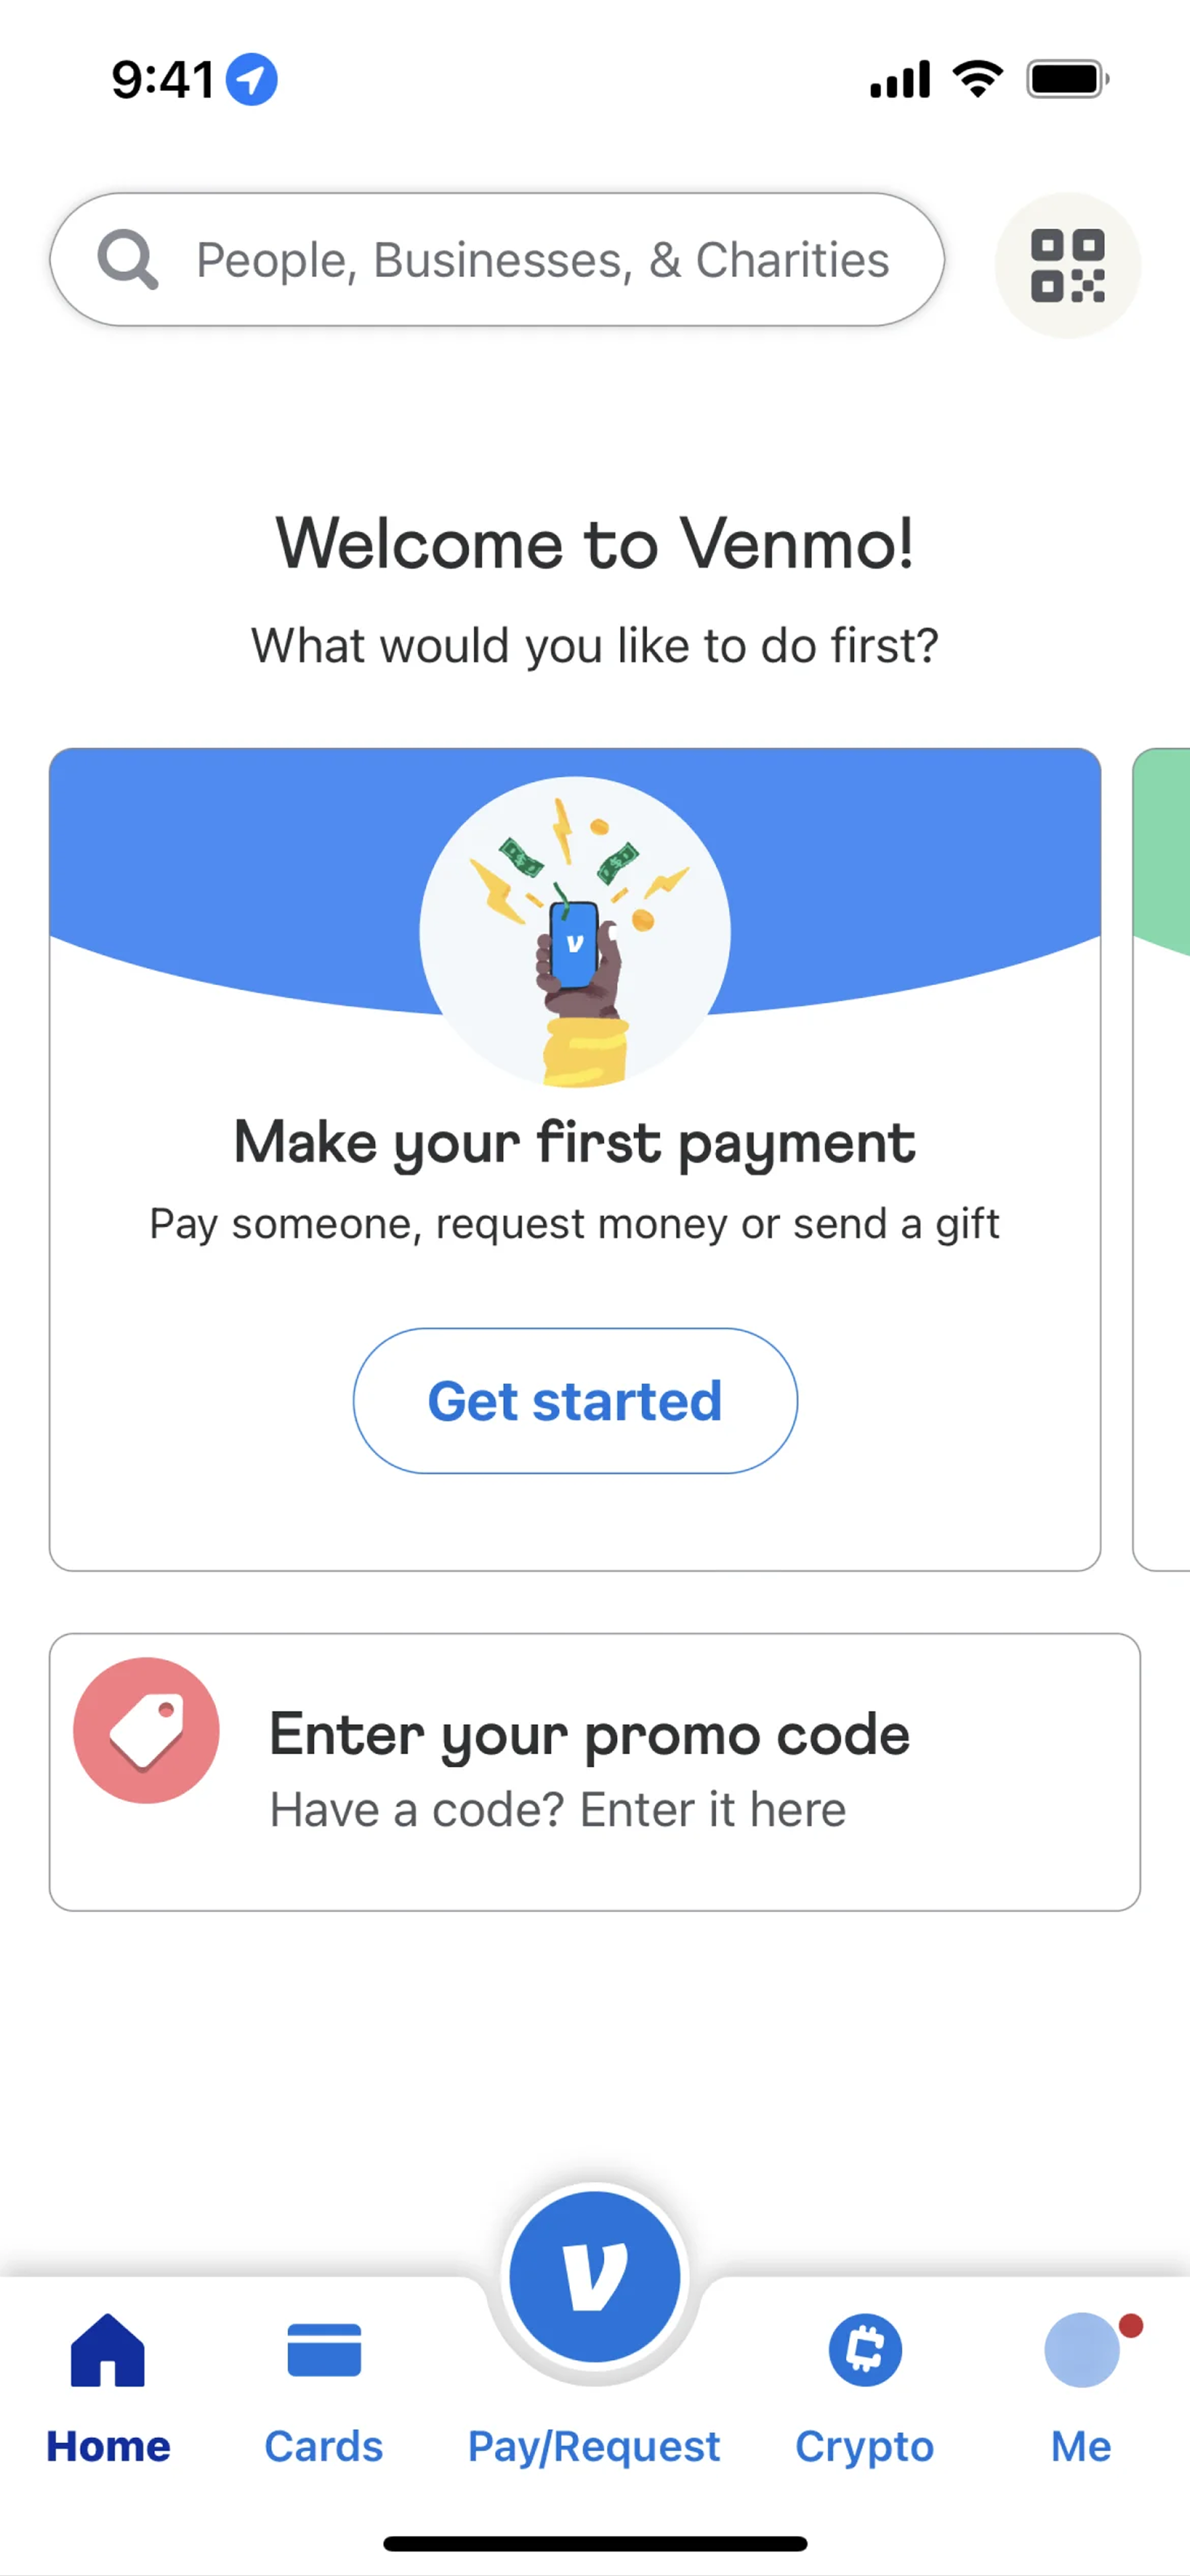 9:41
People, Businesses, & Charities
Welcome to Venmo!
What would you like to do first?
Make your first payment
Pay someone, request money or send a gift
Get started
Enter your promo code
Have a code? Enter it here
Home
Cards
Pay/Request
Crypto
Me